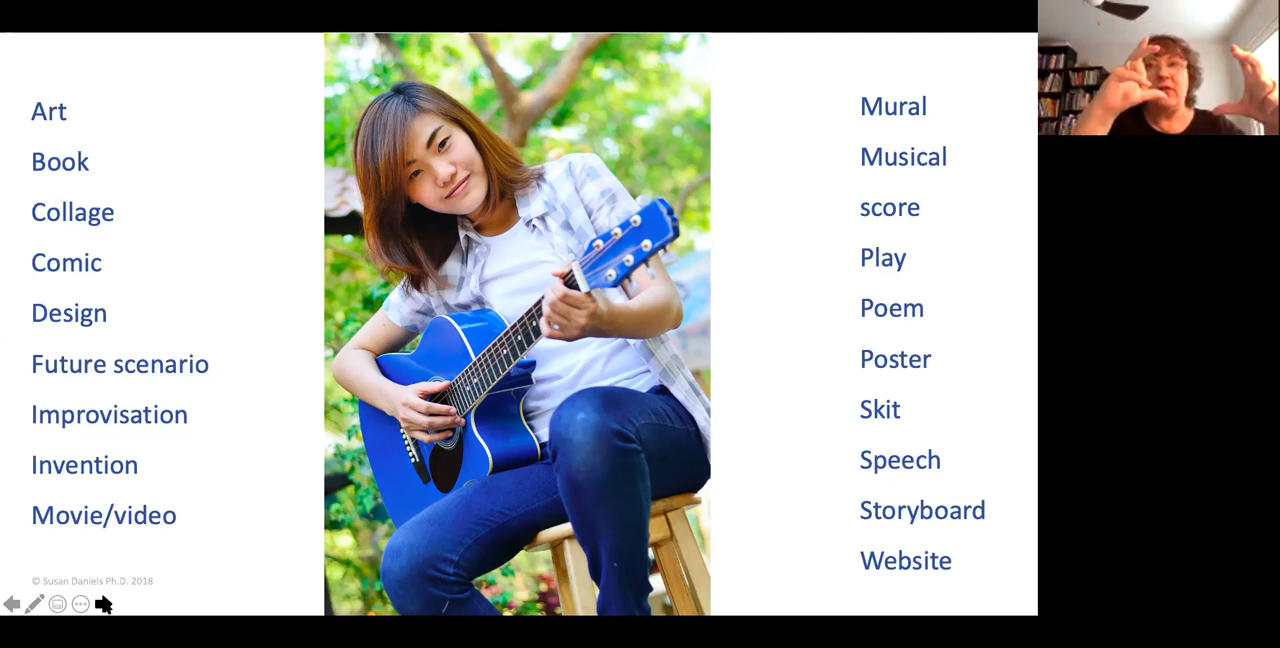 Art
Book
Collage
Comic
Design
Future scenario
Improvisation
Invention
Movie/video
© Susan Daniels Ph.D. 2018
Mural
Musical
score
Play
Poem
Poster
Skit
Speech
Storyboard
Website